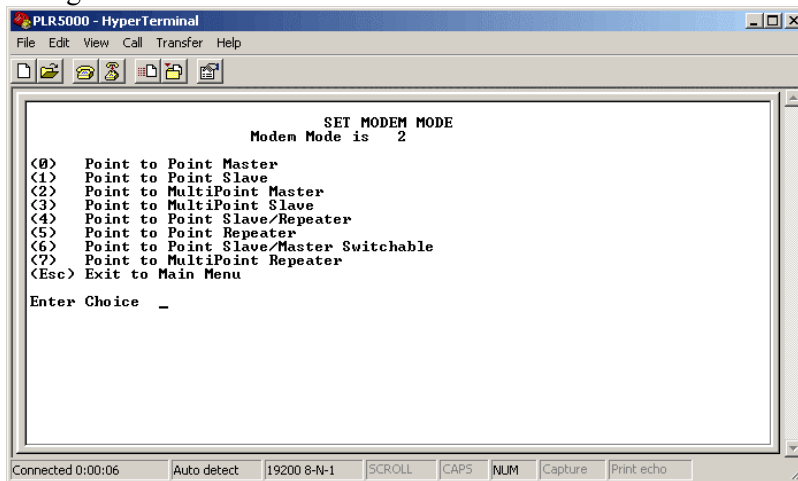 PLR5000 - HyperTerminal
File Edit View Call Transfer Help
SET MODEM MODE
Modem Mode is 2
(0) Point to Point Master
(1) Point to Point Slave
(2) Point to MultiPoint Master
(3) Point to MultiPoint Slave
(4) Point to Point Slave/Repeater
(5) Point to Point Repeater
(6) Point to Point Slave/Master Switchable
(7) Point to MultiPoint Repeater
(Esc) Exit to Main Menu
Enter Choice _
Connected 0:00:06 Auto detect 19200 8-N-1 SCROLL CAPS NUM Capture Print echo